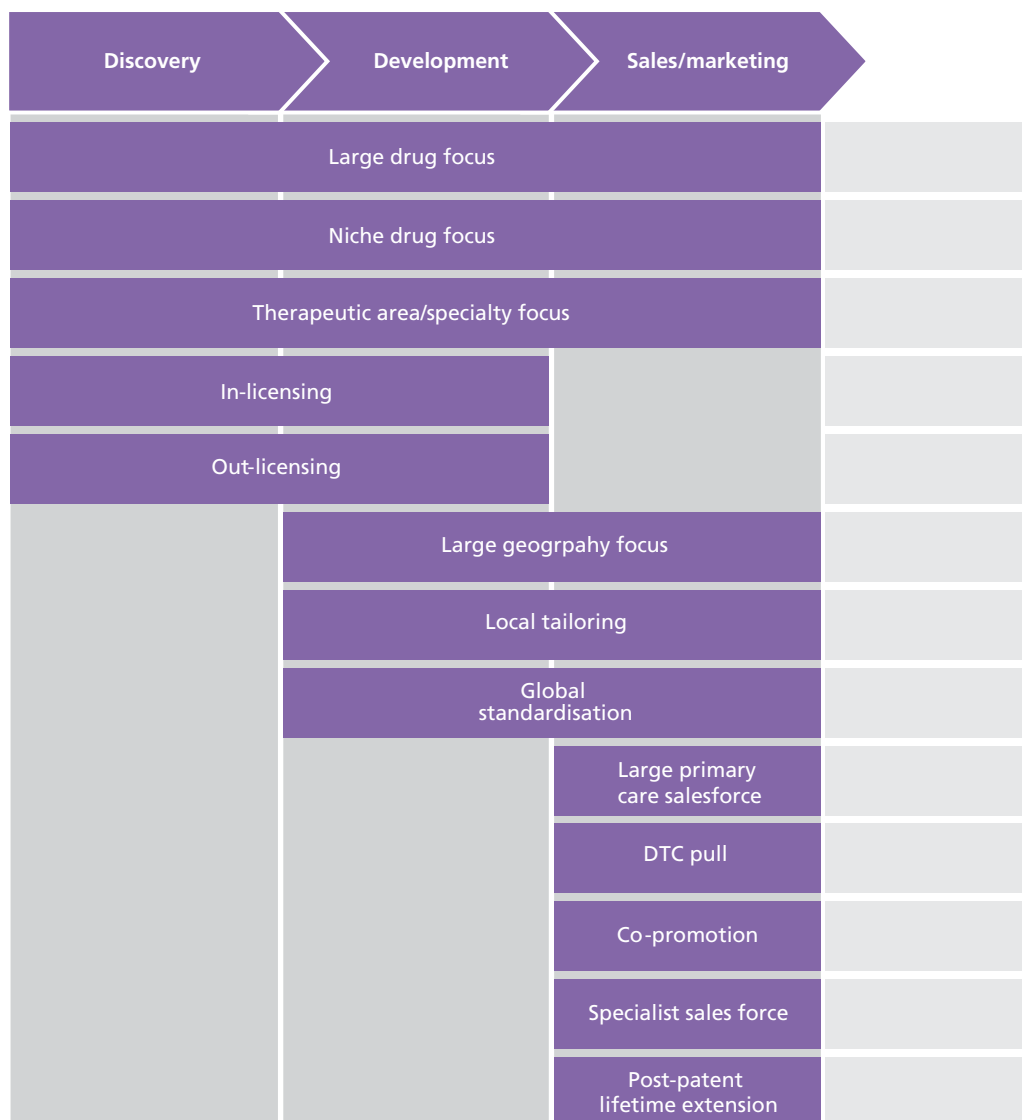 Discovery
Development
Sales/marketing
Large drug focus
Niche drug focus
Therapeutic area/specialty focus
In-licensing
Out-licensing
Large geogrpahy focus
Local tailoring
Global
standardisation
Large primary
care salesforce
DTC pull
Co-promotion
Specialist sales force
Post-patent
lifetime extension